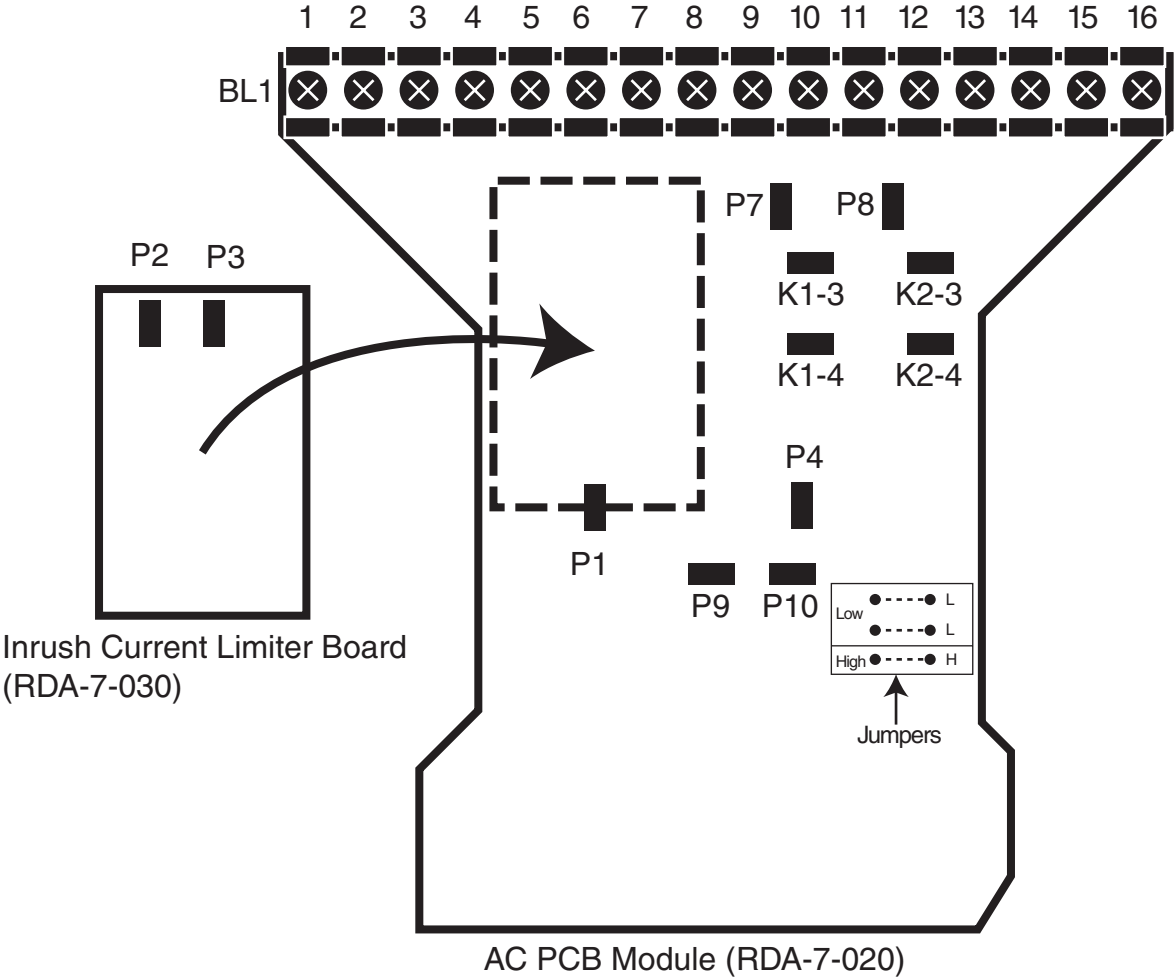 1 2 3 4 5 6 7 8 9 10 11 12 13 14 15 16
BL1
P7 P8
P2 P3
K1-3 K2-3
K1-4 K2-4
P4
P1
P9 P10
Low L
L
High H
Jumpers
Inrush Current Limiter Board
(RDA-7-030)
AC PCB Module (RDA-7-020)